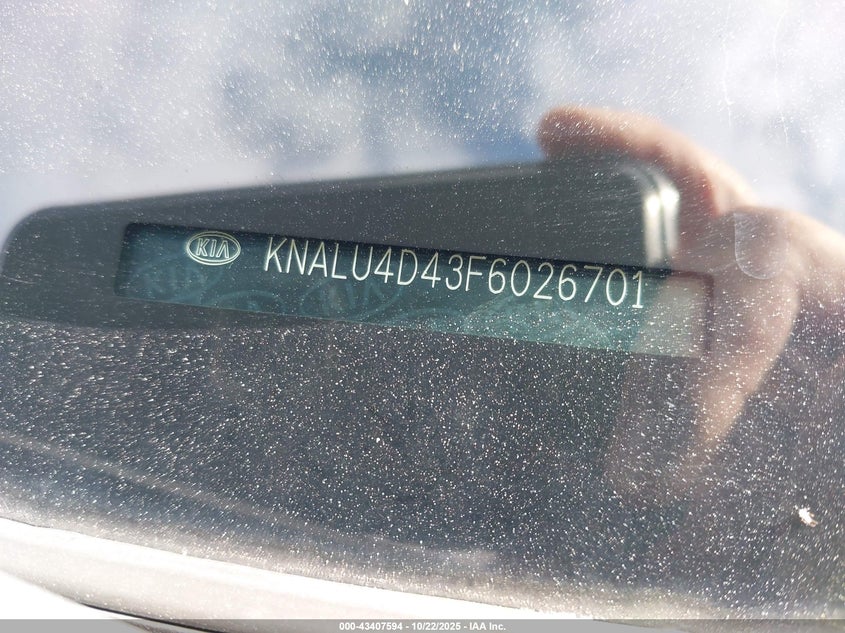 KIA KNALU4D43F6026701
000-43407594 - 10/22/2025 - IAA Inc.